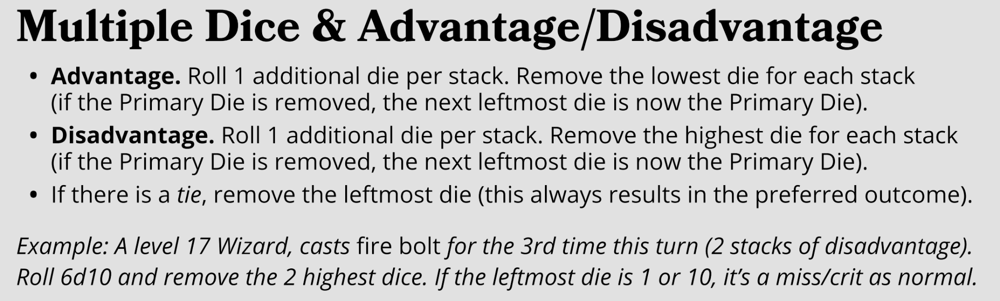 Multiple Dice & Advantage/Disadvantage
• Advantage. Roll 1 additional die per stack. Remove the lowest die for each stack
(if the Primary Die is removed, the next leftmost die is now the Primary Die).
• Disadvantage. Roll 1 additional die per stack. Remove the highest die for each stack
(if the Primary Die is removed, the next leftmost die is now the Primary Die).
• If there is a tie, remove the leftmost die (this always results in the preferred outcome).
Example: A level 17 Wizard, casts fire bolt for the 3rd time this turn (2 stacks of disadvantage).
Roll 6d10 and remove the 2 highest dice. If the leftmost die is 1 or 10, it’s a miss/crit as normal.